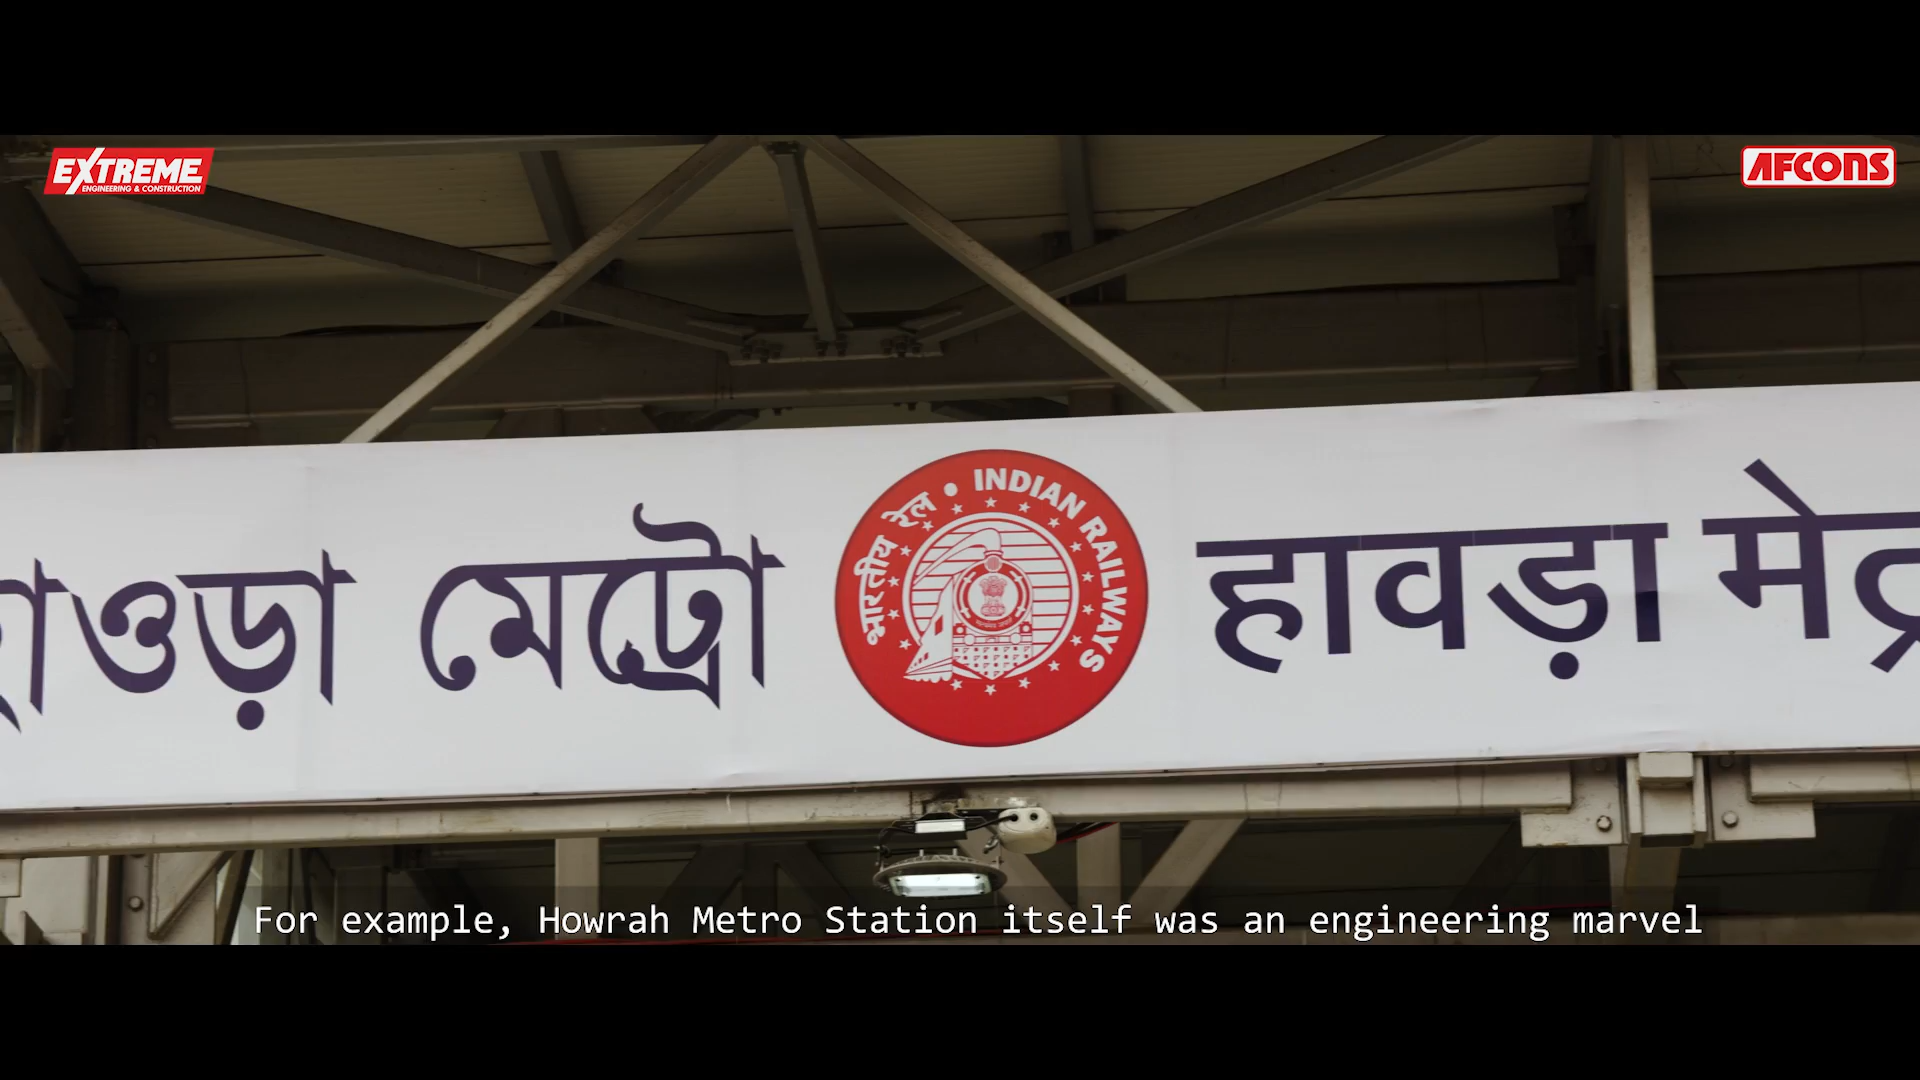 EXTREME
ENGINEERING & CONSTRUCTION
AFCONS
হাওড়া মেট্রো
भारतीय रेल • INDIAN RAILWAYS
हावड़ा मेट्र
For example, Howrah Metro Station itself was an engineering marvel